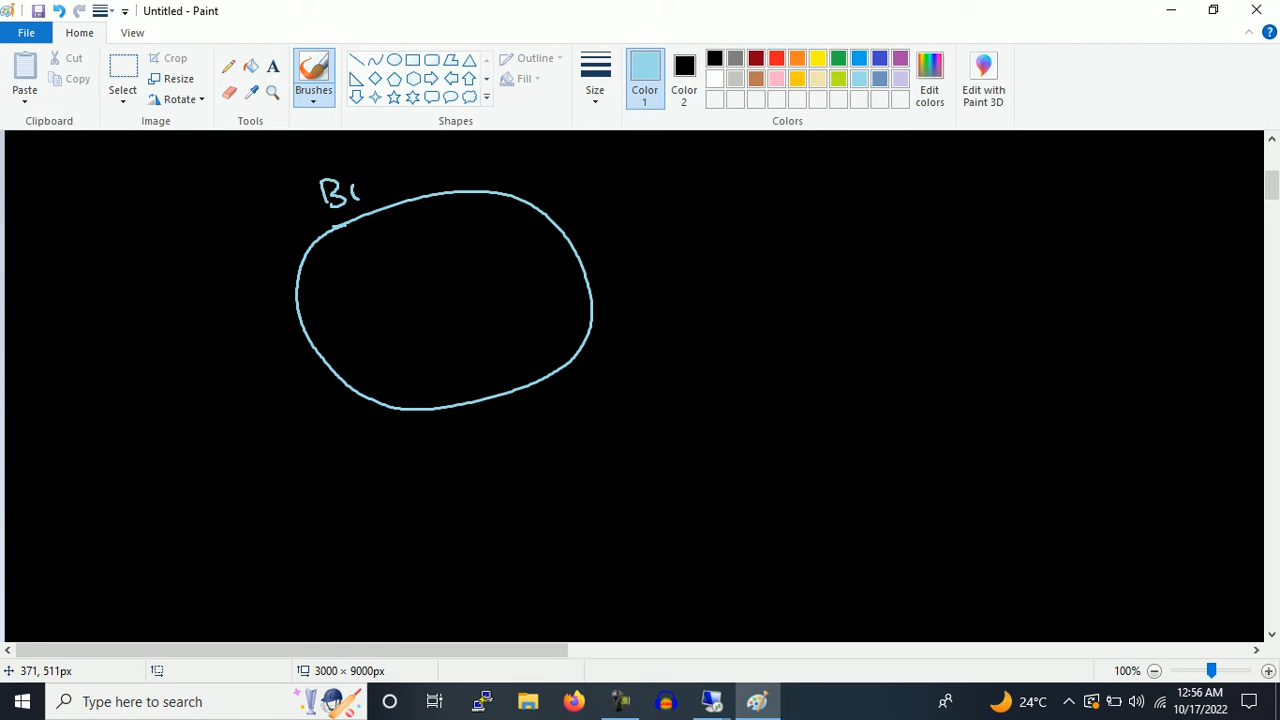 Untitled - Paint
File Home View
Paste
Cut
Copy
Clipboard
Select
Crop
Resize
Rotate
Image
A
Tools
Brushes
Outline
Fill
Shapes
Size
Color 1
Color 2
Edit colors
Colors
Edit with Paint 3D
371, 511px
3000 × 9000px
100%
Type here to search
24°C
12:56 AM
10/17/2022